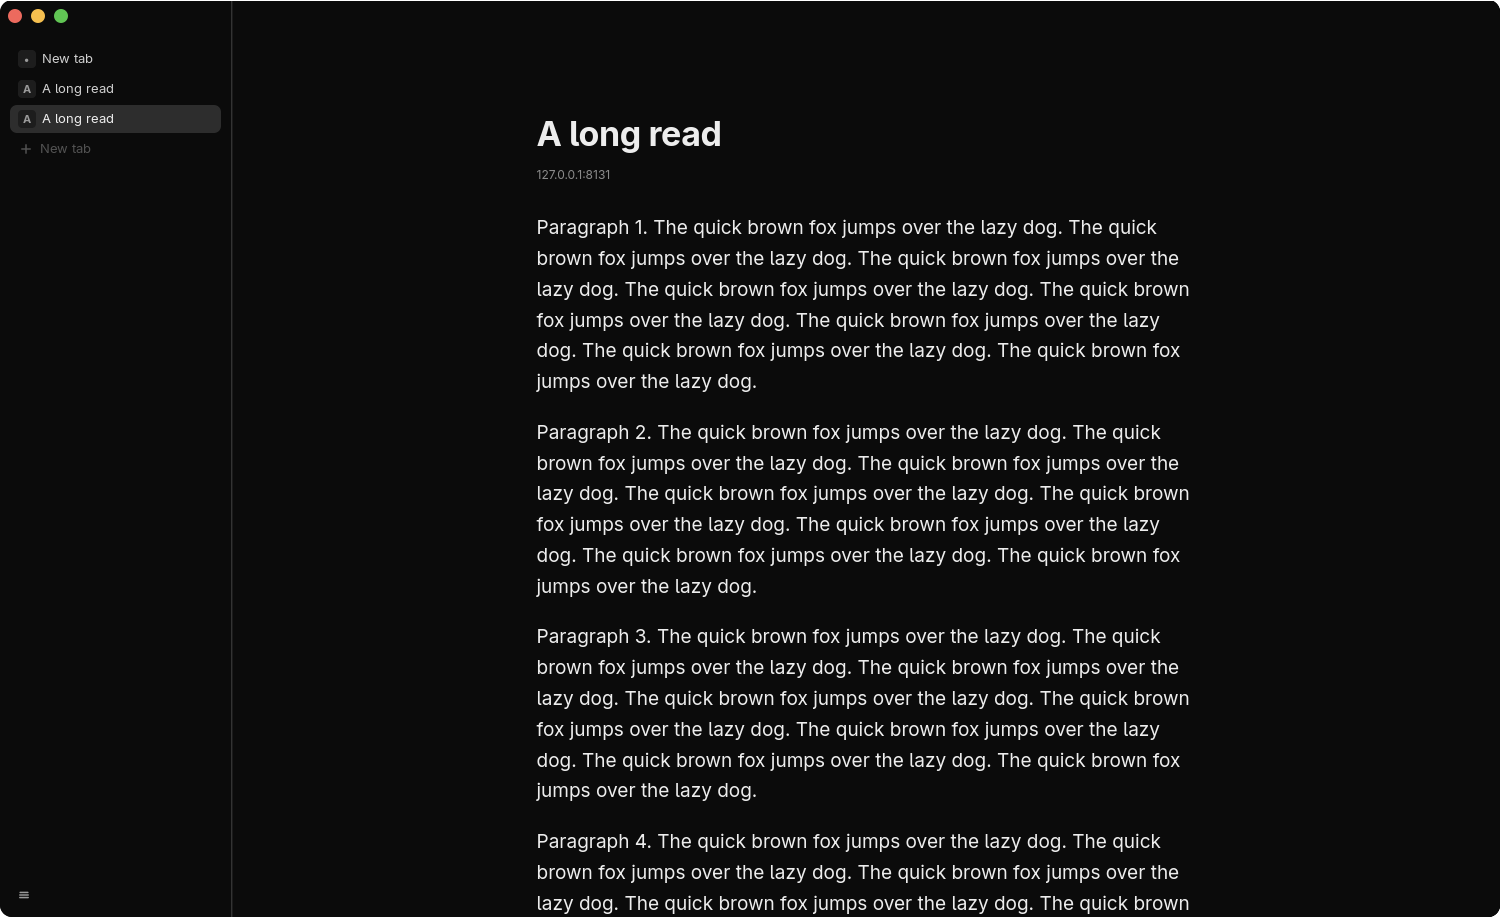 New tab
A A long read
A A long read
New tab
A long read
127.0.0.1:8131
Paragraph 1. The quick brown fox jumps over the lazy dog. The quick
brown fox jumps over the lazy dog. The quick brown fox jumps over the
lazy dog. The quick brown fox jumps over the lazy dog. The quick brown
fox jumps over the lazy dog. The quick brown fox jumps over the lazy
dog. The quick brown fox jumps over the lazy dog. The quick brown fox
jumps over the lazy dog.
Paragraph 2. The quick brown fox jumps over the lazy dog. The quick
brown fox jumps over the lazy dog. The quick brown fox jumps over the
lazy dog. The quick brown fox jumps over the lazy dog. The quick brown
fox jumps over the lazy dog. The quick brown fox jumps over the lazy
dog. The quick brown fox jumps over the lazy dog. The quick brown fox
jumps over the lazy dog.
Paragraph 3. The quick brown fox jumps over the lazy dog. The quick
brown fox jumps over the lazy dog. The quick brown fox jumps over the
lazy dog. The quick brown fox jumps over the lazy dog. The quick brown
fox jumps over the lazy dog. The quick brown fox jumps over the lazy
dog. The quick brown fox jumps over the lazy dog. The quick brown fox
jumps over the lazy dog.
Paragraph 4. The quick brown fox jumps over the lazy dog. The quick
brown fox jumps over the lazy dog. The quick brown fox jumps over the
lazy dog. The quick brown fox jumps over the lazy dog. The quick brown